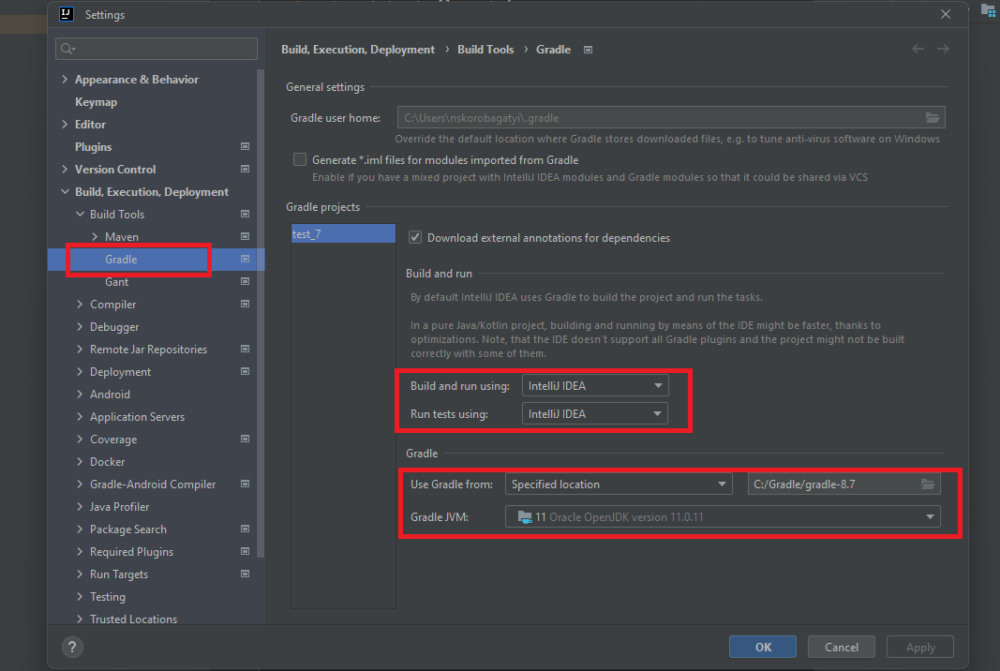 IJ Settings
Build, Execution, Deployment › Build Tools › Gradle
Appearance & Behavior
Keymap
Editor
Plugins
Version Control
Build, Execution, Deployment
Build Tools
Maven
Gradle
Gant
Compiler
Debugger
Remote Jar Repositories
Deployment
Android
Application Servers
Coverage
Docker
Gradle-Android Compiler
Java Profiler
Package Search
Required Plugins
Run Targets
Testing
Trusted Locations
General settings
Gradle user home: C:\Users\nskorobagatyi\.gradle
Override the default location where Gradle stores downloaded files, e.g. to tune anti-virus software on Windows
Generate *.iml files for modules imported from Gradle
Enable if you have a mixed project with IntelliJ IDEA modules and Gradle modules so that it could be shared via VCS
Gradle projects
test_7
Download external annotations for dependencies
Build and run
By default IntelliJ IDEA uses Gradle to build the project and run the tasks.
In a pure Java/Kotlin project, building and running by means of the IDE might be faster, thanks to
optimizations. Note, that the IDE doesn't support all Gradle plugins and the project might not be built
correctly with some of them.
Build and run using: IntelliJ IDEA
Run tests using: IntelliJ IDEA
Gradle
Use Gradle from: Specified location C:/Gradle/gradle-8.7
Gradle JVM: 11 Oracle OpenJDK version 11.0.11
? OK Cancel Apply